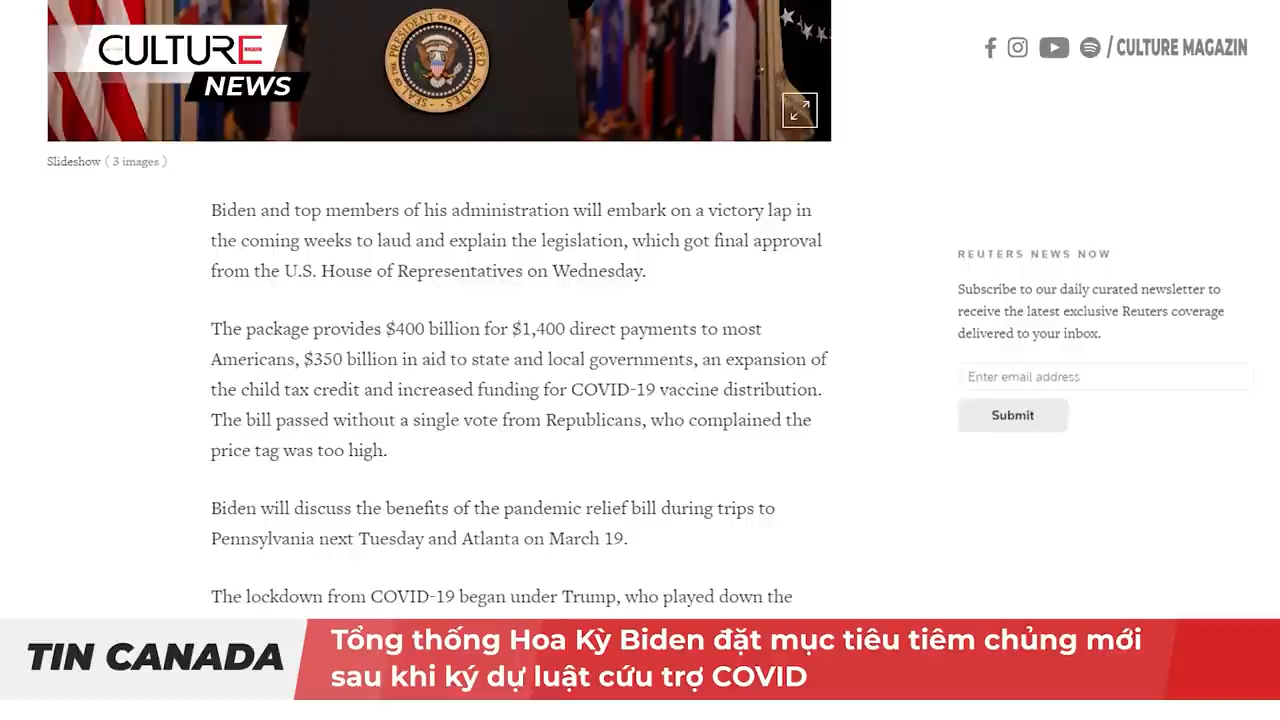 CULTURE
NEWS
/ CULTURE MAGAZIN
SEAL OF THE PRESIDENT OF THE UNITED STATES
Slideshow ( 3 images )
Biden and top members of his administration will embark on a victory lap in
the coming weeks to laud and explain the legislation, which got final approval
from the U.S. House of Representatives on Wednesday.
The package provides $400 billion for $1,400 direct payments to most
Americans, $350 billion in aid to state and local governments, an expansion of
the child tax credit and increased funding for COVID-19 vaccine distribution.
The bill passed without a single vote from Republicans, who complained the
price tag was too high.
Biden will discuss the benefits of the pandemic relief bill during trips to
Pennsylvania next Tuesday and Atlanta on March 19.
The lockdown from COVID-19 began under Trump, who played down the
REUTERS NEWS NOW
Subscribe to our daily curated newsletter to
receive the latest exclusive Reuters coverage
delivered to your inbox.
Enter email address
Submit
TIN CANADA
Tổng thống Hoa Kỳ Biden đặt mục tiêu tiêm chủng mới
sau khi ký dự luật cứu trợ COVID